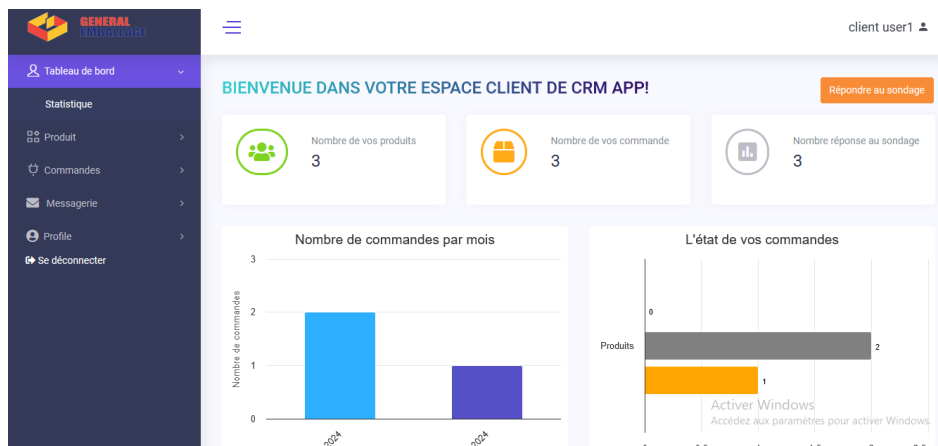 GENERAL
EMBALLAGE
client user1
Tableau de bord
Statistique
Produit
Commandes
Messagerie
Profile
Se déconnecter
BIENVENUE DANS VOTRE ESPACE CLIENT DE CRM APP!
Répondre au sondage
Nombre de vos produits
3
Nombre de vos commande
3
Nombre réponse au sondage
3
Nombre de commandes par mois
Nombre de commandes
3
2
1
0
2024
2024
L'état de vos commandes
Produits
0
2
1
Activer Windows
Accédez aux paramètres pour activer Windows.